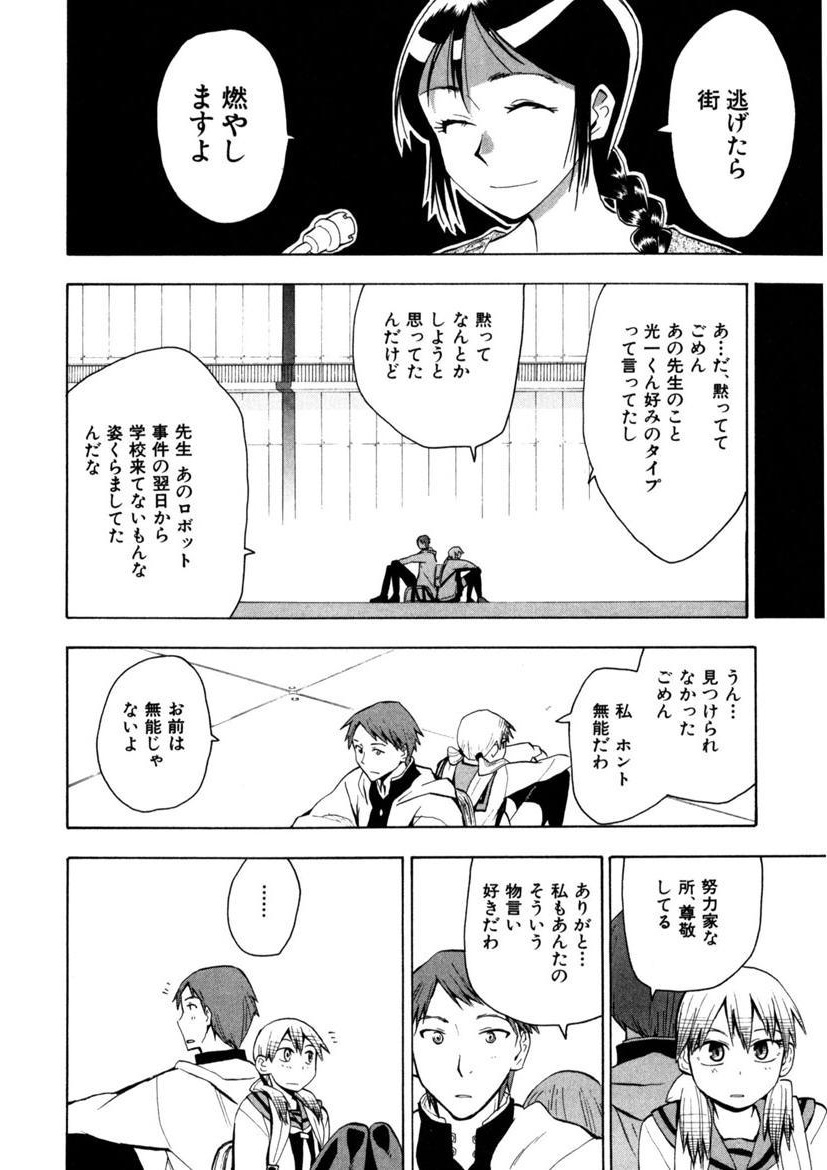 逃げたら
街
燃やし
ますよ
あ…だ、黙ってて
ごめん
あの先生のこと
光一くん好みのタイプ
って言ってたし
黙って
なんとか
しようと
思ってた
んだけど
先生 あのロボット
事件の翌日から
学校来てないもんな
姿くらましてた
んだな
うん…
見つけられ
なかった
ごめん
私 ホント
無能だわ
お前は
無能じゃ
ないよ
努力家な
所、尊敬
してる
ありがと…
私もあんたの
そういう
物言い
好きだわ
……